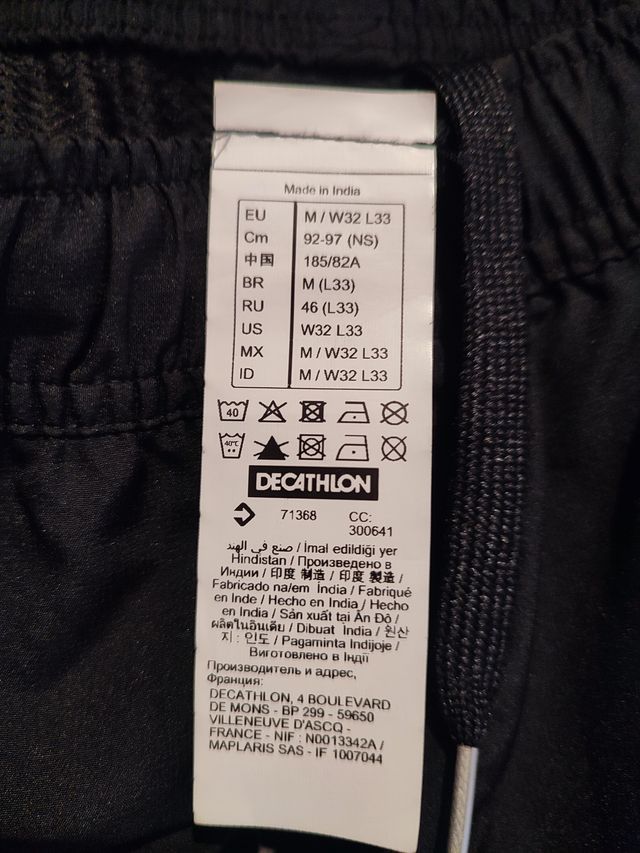 Made in India
EU M / W32 L33
Cm 92-97 (NS)
中国 185/82A
BR M (L33)
RU 46 (L33)
US W32 L33
MX M / W32 L33
ID M / W32 L33
40
40°C
DECATHLON
71368 CC:
300641
صنع في الهند / İmal edildiği yer
Hindistan / Произведено в
Индии / 印度 制造 / 印度 製造 /
Fabricado na/em Índia / Fabriqué
en Inde / Hecho en India / Hecho
en India / Sản xuất tại Ấn Độ /
ผลิตในอินเดีย / Dibuat India / 원산
지 : 인도 / Pagaminta Indijoje /
Виготовлено в Індії
Производитель и адрес,
Франция:
DECATHLON, 4 BOULEVARD
DE MONS - BP 299 - 59650
VILLENEUVE D'ASCQ -
FRANCE - NIF : N0013342A /
MAPLARIS SAS - IF 1007044